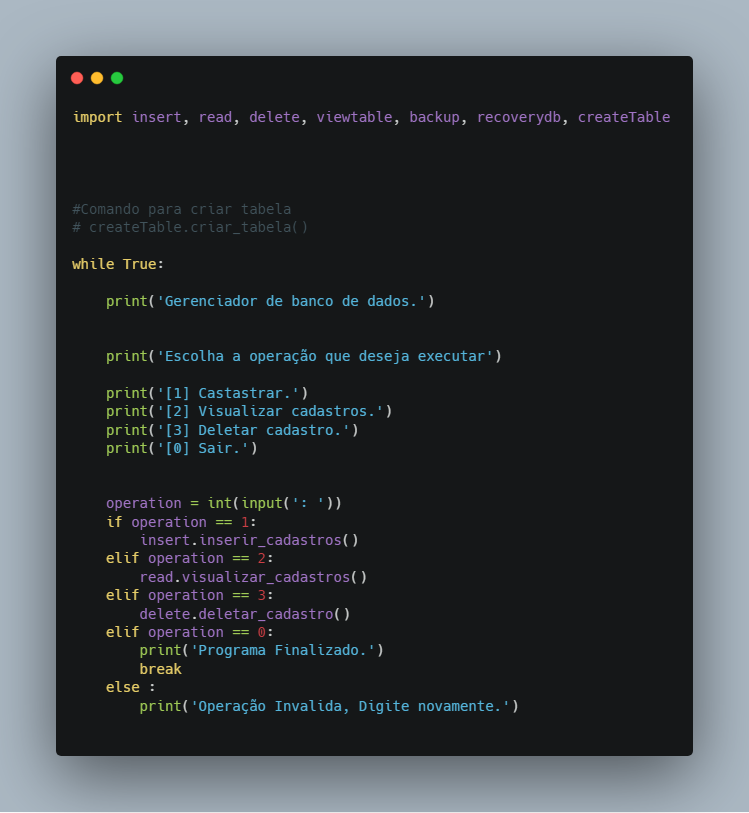 import insert, read, delete, viewtable, backup, recoverydb, createTable
#Comando para criar tabela
# createTable.criar_tabela()
while True:
print('Gerenciador de banco de dados.')
print('Escolha a operação que deseja executar')
print('[1] Castastrar.')
print('[2] Visualizar cadastros.')
print('[3] Deletar cadastro.')
print('[0] Sair.')
operation = int(input(': '))
if operation == 1:
insert.inserir_cadastros()
elif operation == 2:
read.visualizar_cadastros()
elif operation == 3:
delete.deletar_cadastro()
elif operation == 0:
print('Programa Finalizado.')
break
else :
print('Operação Invalida, Digite novamente.')